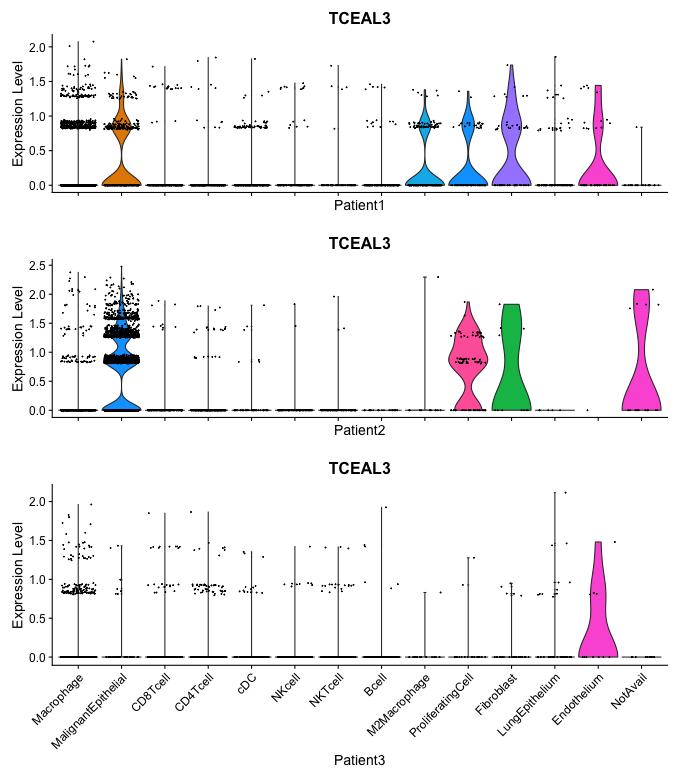 TCEAL3
Expression Level
2.0
1.5
1.0
0.5
0.0
Patient1
TCEAL3
Expression Level
2.5
2.0
1.5
1.0
0.5
0.0
Patient2
TCEAL3
Expression Level
2.0
1.5
1.0
0.5
0.0
Macrophage
MalignantEpithelial
CD8Tcell
CD4Tcell
cDC
NKcell
NKTcell
Bcell
M2Macrophage
ProliferatingCell
Fibroblast
LungEpithelium
Endothelium
NotAvail
Patient3